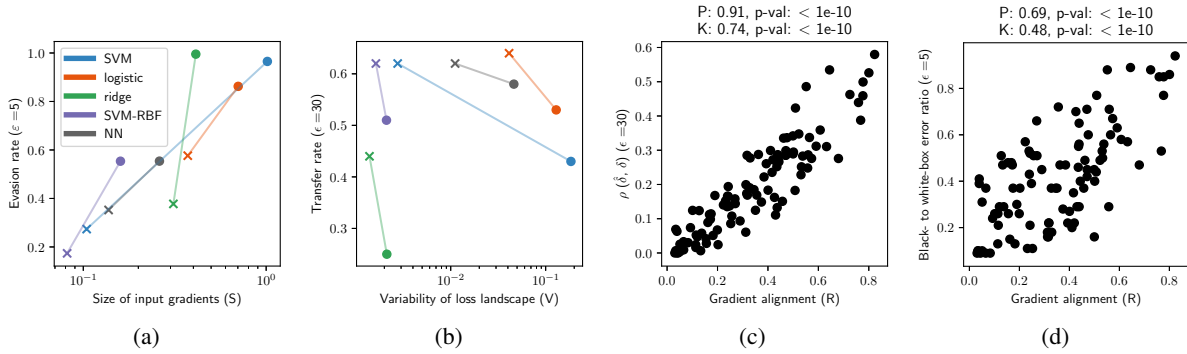 P: 0.91, p-val: < 1e-10
K: 0.74, p-val: < 1e-10
P: 0.69, p-val: < 1e-10
K: 0.48, p-val: < 1e-10
Evasion rate (ε =5)
1.0
0.8
0.6
0.4
0.2
SVM
logistic
ridge
SVM-RBF
NN
10⁻¹
10⁰
Size of input gradients (S)
(a)
Transfer rate (ε =30)
0.6
0.5
0.4
0.3
10⁻²
10⁻¹
Variability of loss landscape (V)
(b)
ρ (δ̂, δ) (ϵ =30)
0.6
0.5
0.4
0.3
0.2
0.1
0.0
0.0
0.2
0.4
0.6
0.8
Gradient alignment (R)
(c)
Black- to white-box error ratio (ϵ =5)
0.8
0.6
0.4
0.2
0.0
0.2
0.4
0.6
0.8
Gradient alignment (R)
(d)